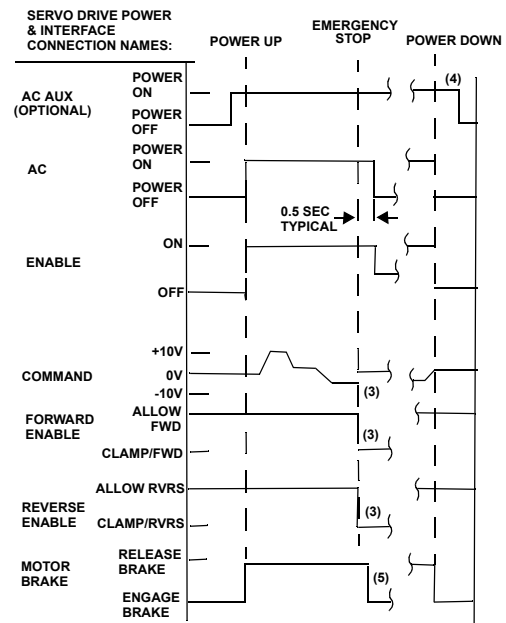 SERVO DRIVE POWER
& INTERFACE
CONNECTION NAMES:
POWER UP
EMERGENCY
STOP
POWER DOWN
AC AUX
(OPTIONAL)
POWER
ON
POWER
OFF
(4)
AC
POWER
ON
POWER
OFF
0.5 SEC
TYPICAL
ENABLE
ON
OFF
COMMAND
+10V
0V
-10V
(3)
FORWARD
ENABLE
ALLOW
FWD
CLAMP/FWD
(3)
REVERSE
ENABLE
ALLOW RVRS
CLAMP/RVRS
(3)
MOTOR
BRAKE
RELEASE
BRAKE
ENGAGE
BRAKE
(5)